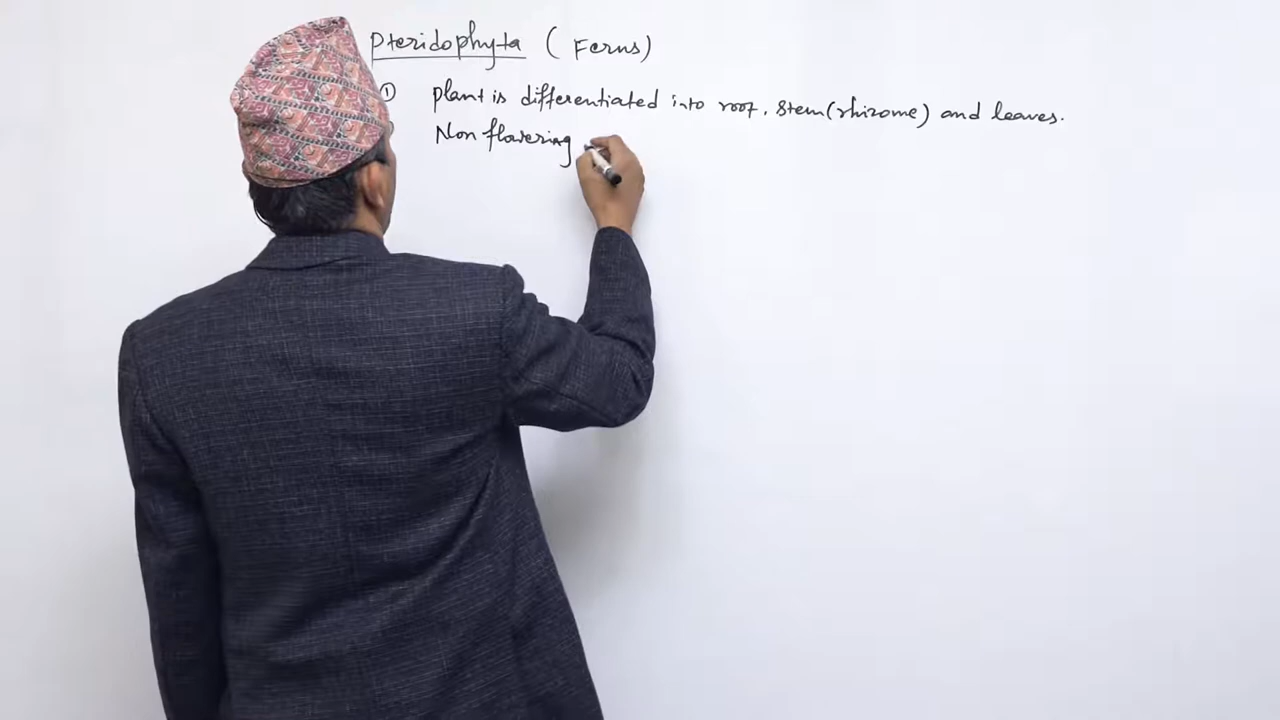 Pteridophyta (Ferns)
① Plant is differentiated into root, stem (rhizome) and leaves.
Non flowering